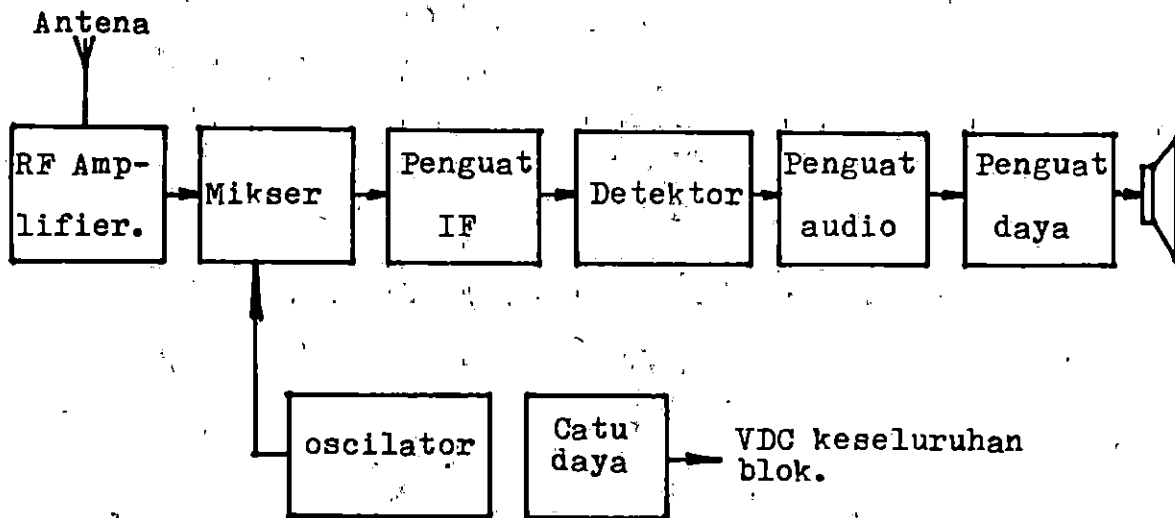 Antena
RF Amp-
lifier.
Mikser
Penguat
IF
Detektor
Penguat
audio
Penguat
daya
oscilator
Catu
daya
VDC keseluruhan
blok.